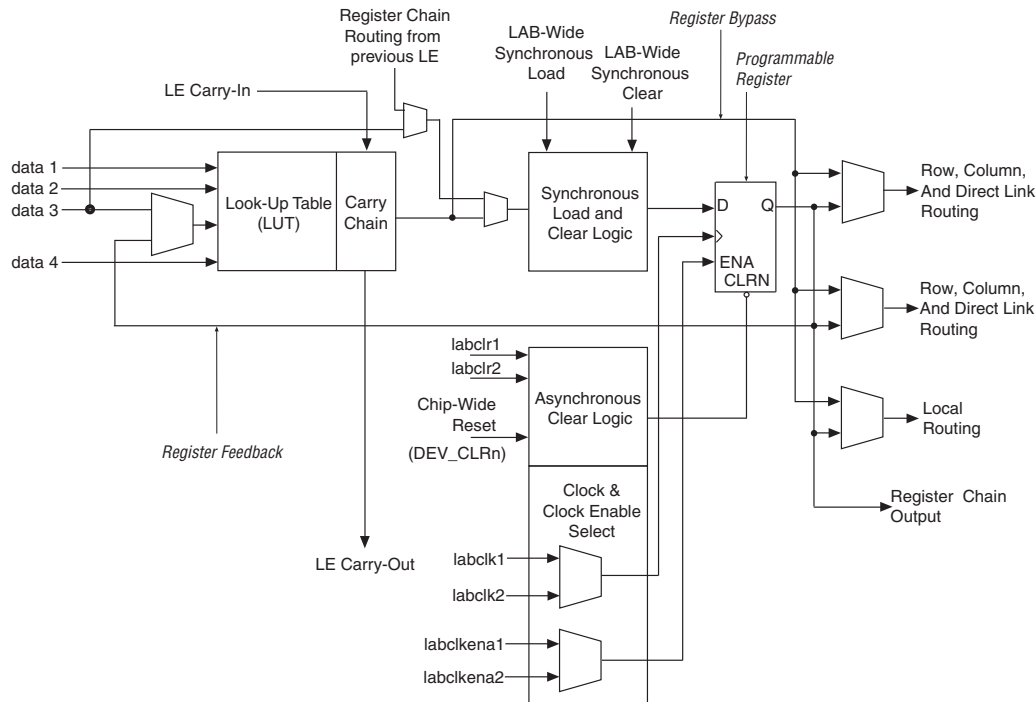 Register Chain
Routing from
previous LE
LAB-Wide
Synchronous
Load
LAB-Wide
Synchronous
Clear
Register Bypass
Programmable
Register
LE Carry-In
data 1
data 2
data 3
data 4
Look-Up Table
(LUT)
Carry
Chain
Synchronous
Load and
Clear Logic
D
Q
ENA
CLRN
Row, Column,
And Direct Link
Routing
Row, Column,
And Direct Link
Routing
Local
Routing
Register Chain
Output
Register Feedback
labclr1
labclr2
Chip-Wide
Reset
(DEV_CLRn)
Asynchronous
Clear Logic
Clock &
Clock Enable
Select
LE Carry-Out
labclk1
labclk2
labclkena1
labclkena2